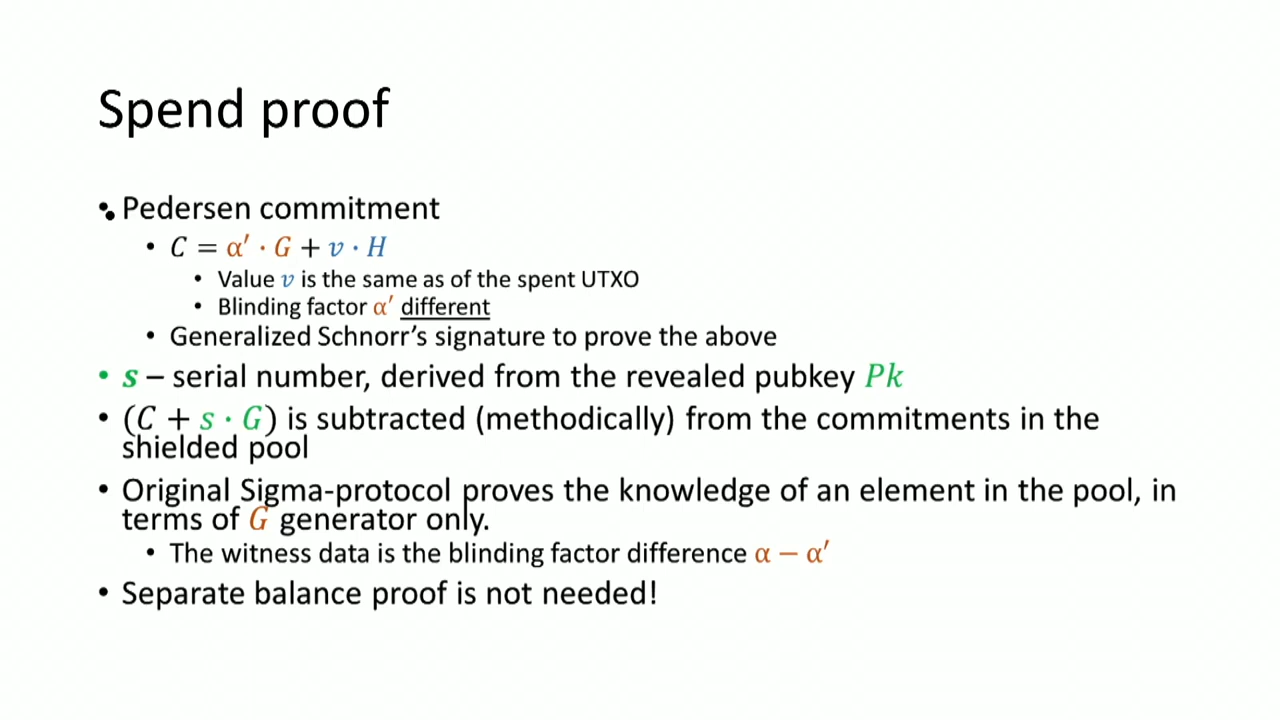 Spend proof
• Pedersen commitment
• C = α′ · G + v · H
• Value v is the same as of the spent UTXO
• Blinding factor α′ different
• Generalized Schnorr’s signature to prove the above
• s – serial number, derived from the revealed pubkey Pk
• (C + s · G) is subtracted (methodically) from the commitments in the
shielded pool
• Original Sigma-protocol proves the knowledge of an element in the pool, in
terms of G generator only.
• The witness data is the blinding factor difference α − α′
• Separate balance proof is not needed!